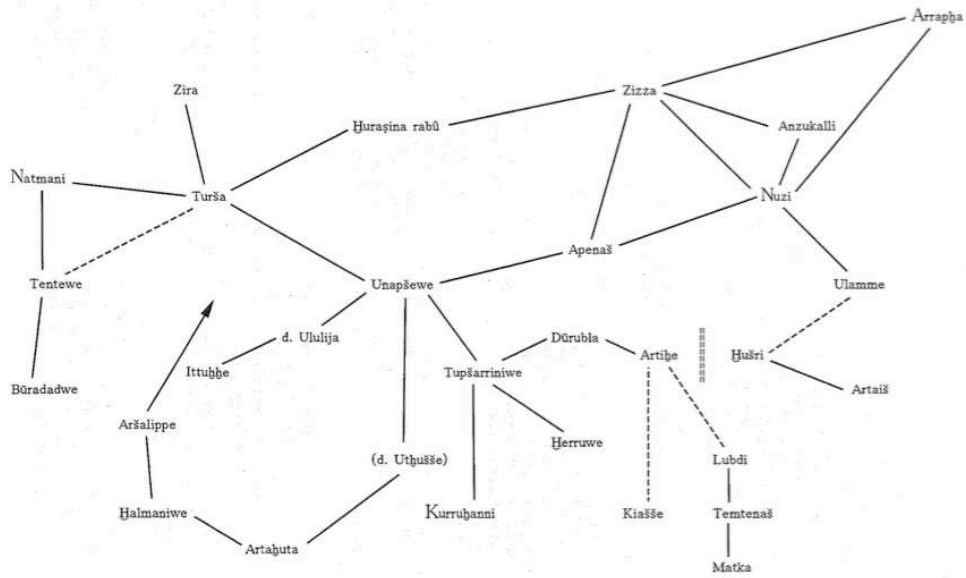 Arrapḫa
Zira
Zizza
Ḫuraṣina rabû
Anzukalli
Natmani
Turša
Nuzi
Apenaš
Tentewe
Unapšewe
Ulamme
d. Ululija
Dūrubla
Artiḫe
Ḫušri
Ittuḫḫe
Tupšarriniwe
Būradadwe
Artaiš
Aršalippe
Ḫerruwe
(d. Utḫušše)
Lubdi
Ḫalmaniwe
Kurruḫanni
Kiašše
Temtenaš
Artaḫuta
Matka